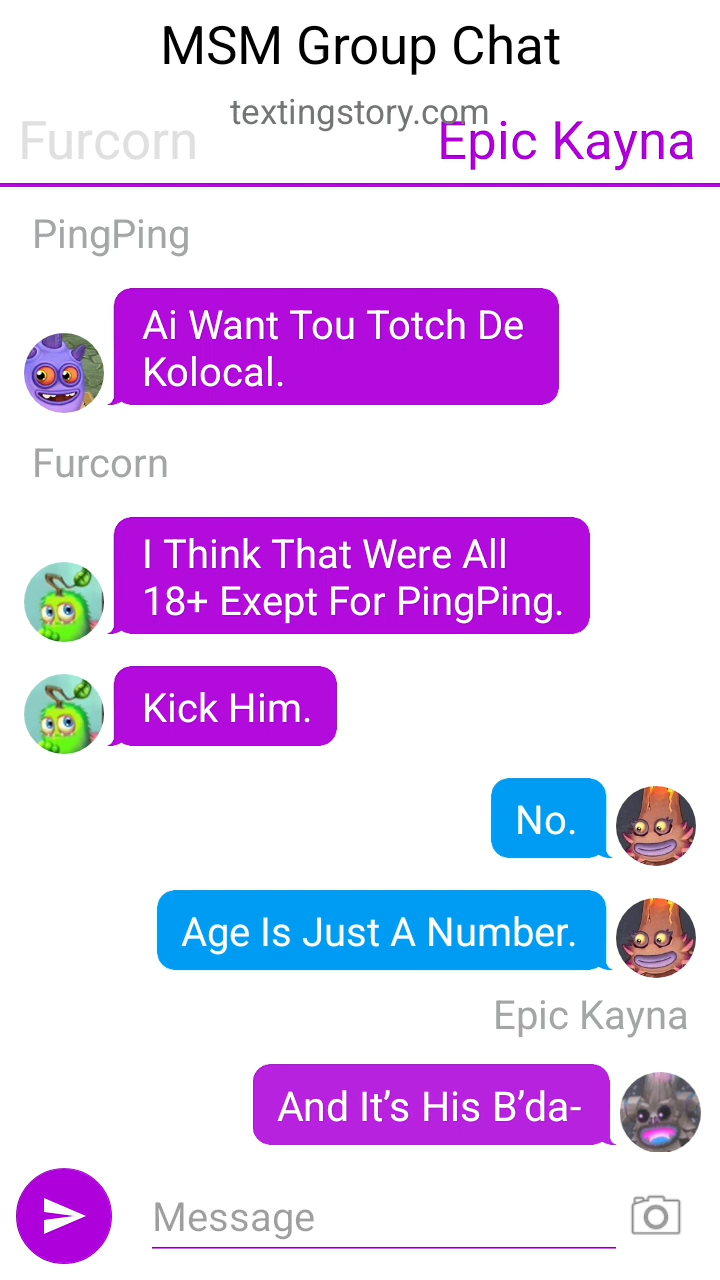 MSM Group Chat
textingstory.com
Furcorn
Epic Kayna
PingPing
Ai Want Tou Totch De
Kolocal.
Furcorn
I Think That Were All
18+ Exept For PingPing.
Kick Him.
No.
Age Is Just A Number.
Epic Kayna
And It’s His B’da-
Message